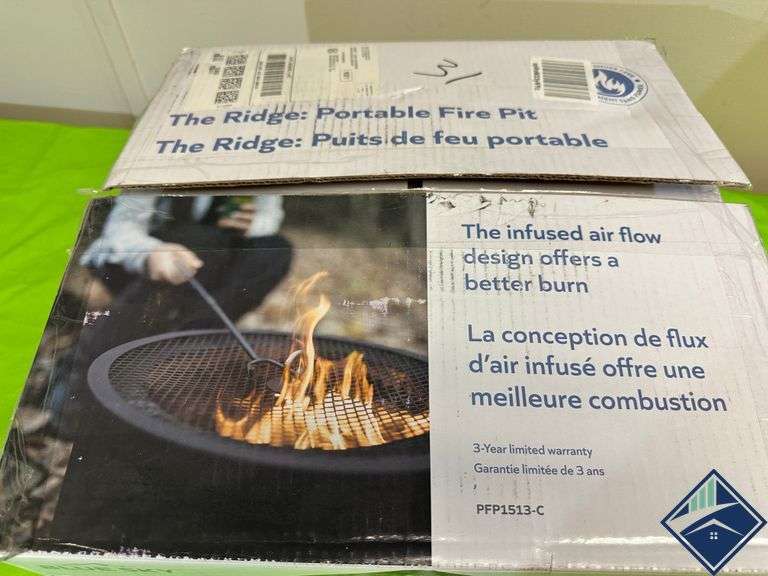 The Ridge: Portable Fire Pit
The Ridge: Puits de feu portable
The infused air flow
design offers a
better burn
La conception de flux
d'air infusé offre une
meilleure combustion
3-Year limited warranty
Garantie limitée de 3 ans
PFP1513-C